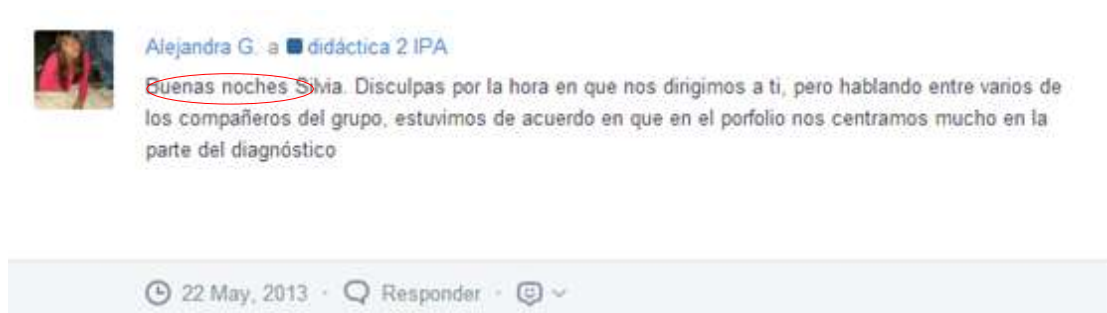 Alejandra G. a didáctica 2 IPA
Buenas noches Silvia. Disculpas por la hora en que nos dirigimos a ti, pero hablando entre varios de
los compañeros del grupo, estuvimos de acuerdo en que en el porfolio nos centramos mucho en la
parte del diagnóstico
22 May, 2013 · Responder ·